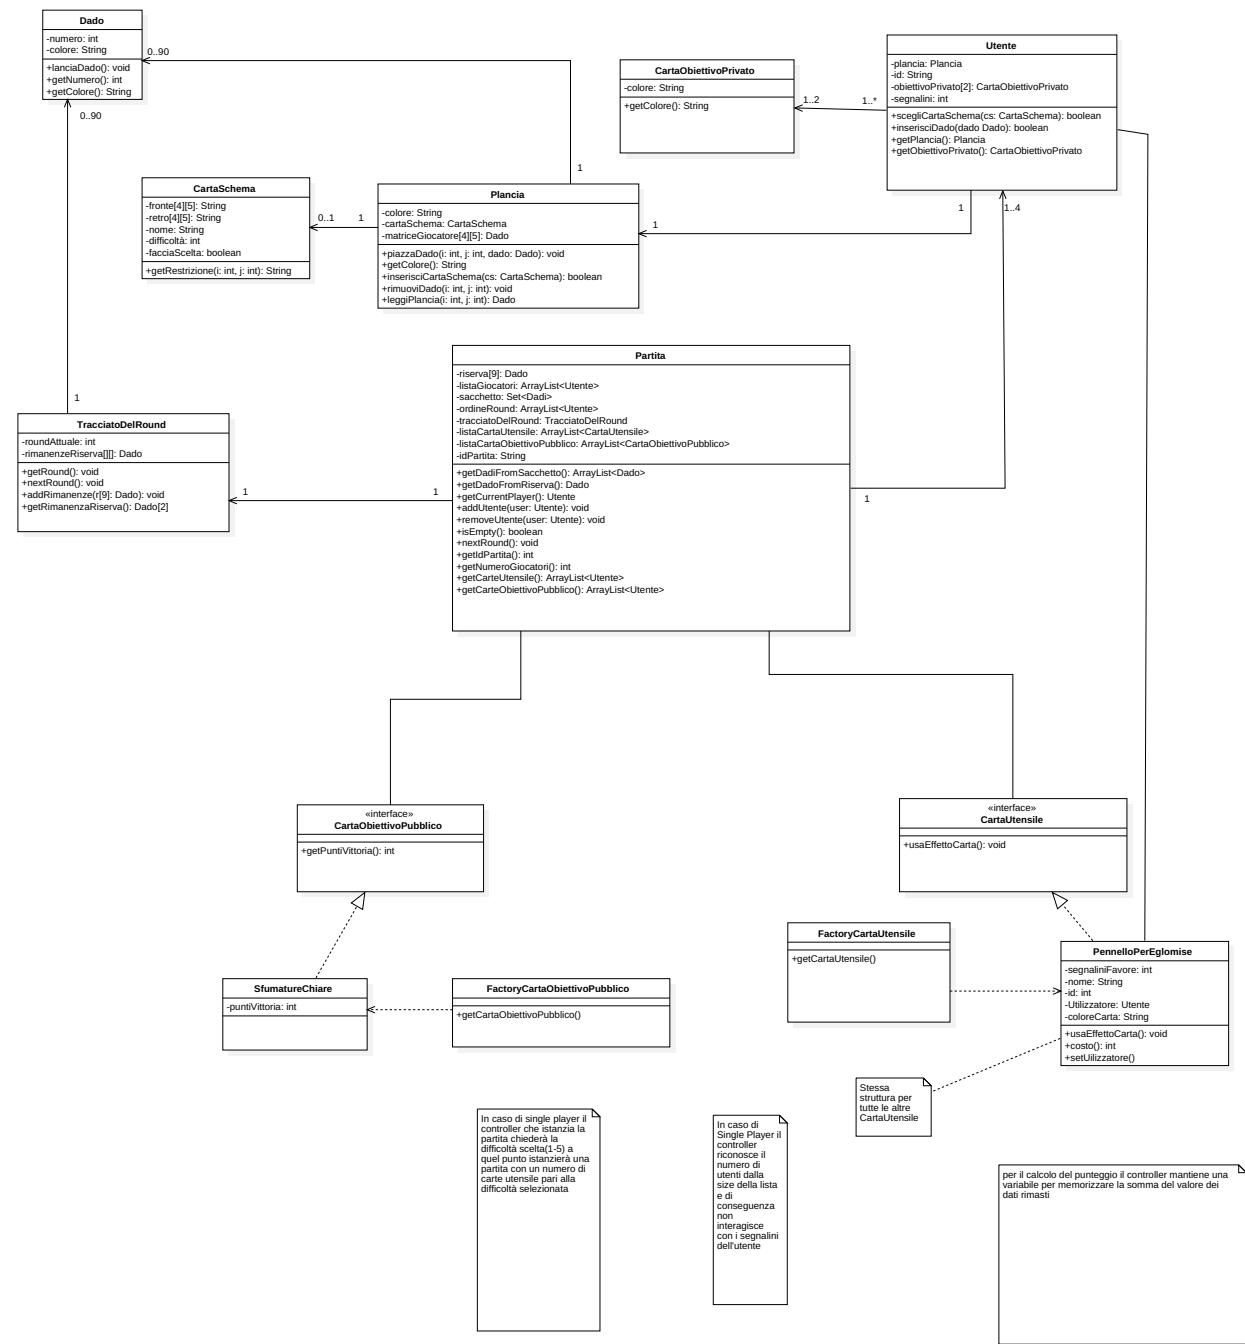 Dado
-numero: int
-colore: String
+lanciaDado(): void
+getNumero(): int
+getColore(): String
0..90
0..90
CartaObiettivoPrivato
-colore: String
+getColore(): String
1..2
1..*
Utente
-plancia: Plancia
-id: String
-obiettivoPrivato[2]: CartaObiettivoPrivato
-segnalini: int
+scegliCartaSchema(cs: CartaSchema): boolean
+inserisciDado(dado Dado): boolean
+getPlancia(): Plancia
+getObiettivoPrivato(): CartaObiettivoPrivato
1
1..4
CartaSchema
-fronte[4][5]: String
-retro[4][5]: String
-nome: String
-difficoltà: int
-facciaScelta: boolean
+getRestrizione(i: int, j: int): String
0..1
1
1
Plancia
-colore: String
-cartaSchema: CartaSchema
-matriceGiocatore[4][5]: Dado
+piazzaDado(i: int, j: int, dado: Dado): void
+getColore(): String
+inserisciCartaSchema(cs: CartaSchema): boolean
+rimuoviDado(i: int, j: int): void
+leggiPlancia(i: int, j: int): Dado
1
Partita
-riserva[9]: Dado
-listaGiocatori: ArrayList<Utente>
-sacchetto: Set<Dadi>
-ordineRound: ArrayList<Utente>
-tracciatoDelRound: TracciatoDelRound
-listaCartaUtensile: ArrayList<CartaUtensile>
-listaCartaObiettivoPubblico: ArrayList<CartaObiettivoPubblico>
-idPartita: String
+getDadiFromSacchetto(): ArrayList<Dado>
+getDadoFromRiserva(): Dado
+getCurrentPlayer(): Utente
+addUtente(user: Utente): void
+removeUtente(user: Utente): void
+isEmpty(): boolean
+nextRound(): void
+getIdPartita(): int
+getNumeroGiocatori(): int
+getCarteUtensile(): ArrayList<Utente>
+getCarteObiettivoPubblico(): ArrayList<Utente>
1
1
TracciatoDelRound
-roundAttuale: int
-rimanenzeRiserva[][]: Dado
+getRound(): void
+nextRound(): void
+addRimanenze(r[9]: Dado): void
+getRimanenzaRiserva(): Dado[2]
1
1
«interface»
CartaObiettivoPubblico
+getPuntiVittoria(): int
«interface»
CartaUtensile
+usaEffettoCarta(): void
SfumatureChiare
-puntiVittoria: int
FactoryCartaObiettivoPubblico
+getCartaObiettivoPubblico()
FactoryCartaUtensile
+getCartaUtensile()
PennelloPerEglomise
-segnaliniFavore: int
-nome: String
-id: int
-Utilizzatore: Utente
-coloreCarta: String
+usaEffettoCarta(): void
+costo(): int
+setUilizzatore()
Stessa
struttura per
tutte le altre
CartaUtensile
In caso di single player il
controller che istanzia la
partita chiederà la
difficoltà scelta(1-5) a
quel punto istanzierà una
partita con un numero di
carte utensile pari alla
difficoltà selezionata
In caso di
Single Player il
controller
riconosce il
numero di
utenti dalla
size della lista
e di
conseguenza
non
interagisce
con i segnalini
dell'utente
per il calcolo del punteggio il controller mantiene una
variabile per memorizzare la somma del valore dei
dati rimasti